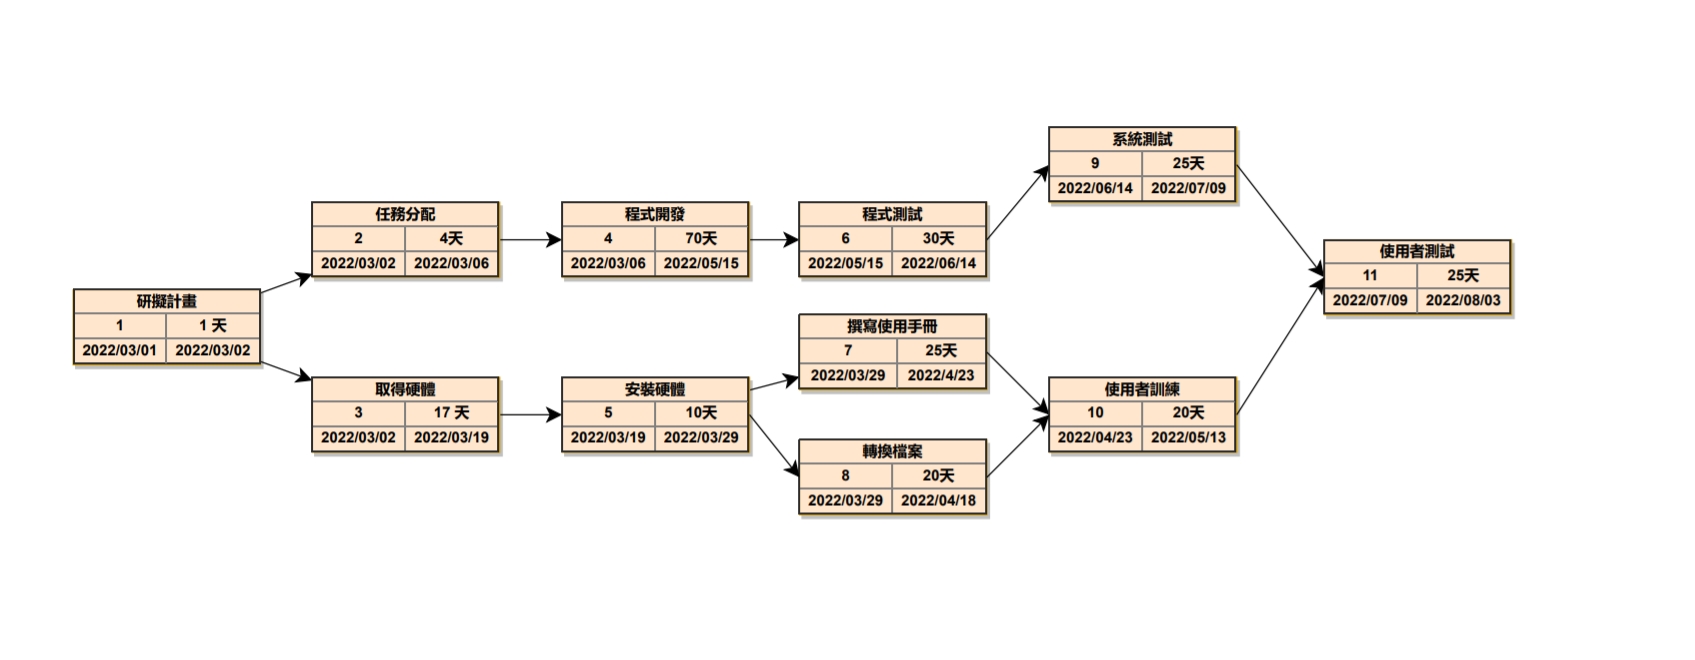 研擬計畫
1 1 天
2022/03/01 2022/03/02
任務分配
2 4天
2022/03/02 2022/03/06
取得硬體
3 17 天
2022/03/02 2022/03/19
程式開發
4 70天
2022/03/06 2022/05/15
安裝硬體
5 10天
2022/03/19 2022/03/29
程式測試
6 30天
2022/05/15 2022/06/14
撰寫使用手冊
7 25天
2022/03/29 2022/4/23
轉換檔案
8 20天
2022/03/29 2022/04/18
系統測試
9 25天
2022/06/14 2022/07/09
使用者訓練
10 20天
2022/04/23 2022/05/13
使用者測試
11 25天
2022/07/09 2022/08/03